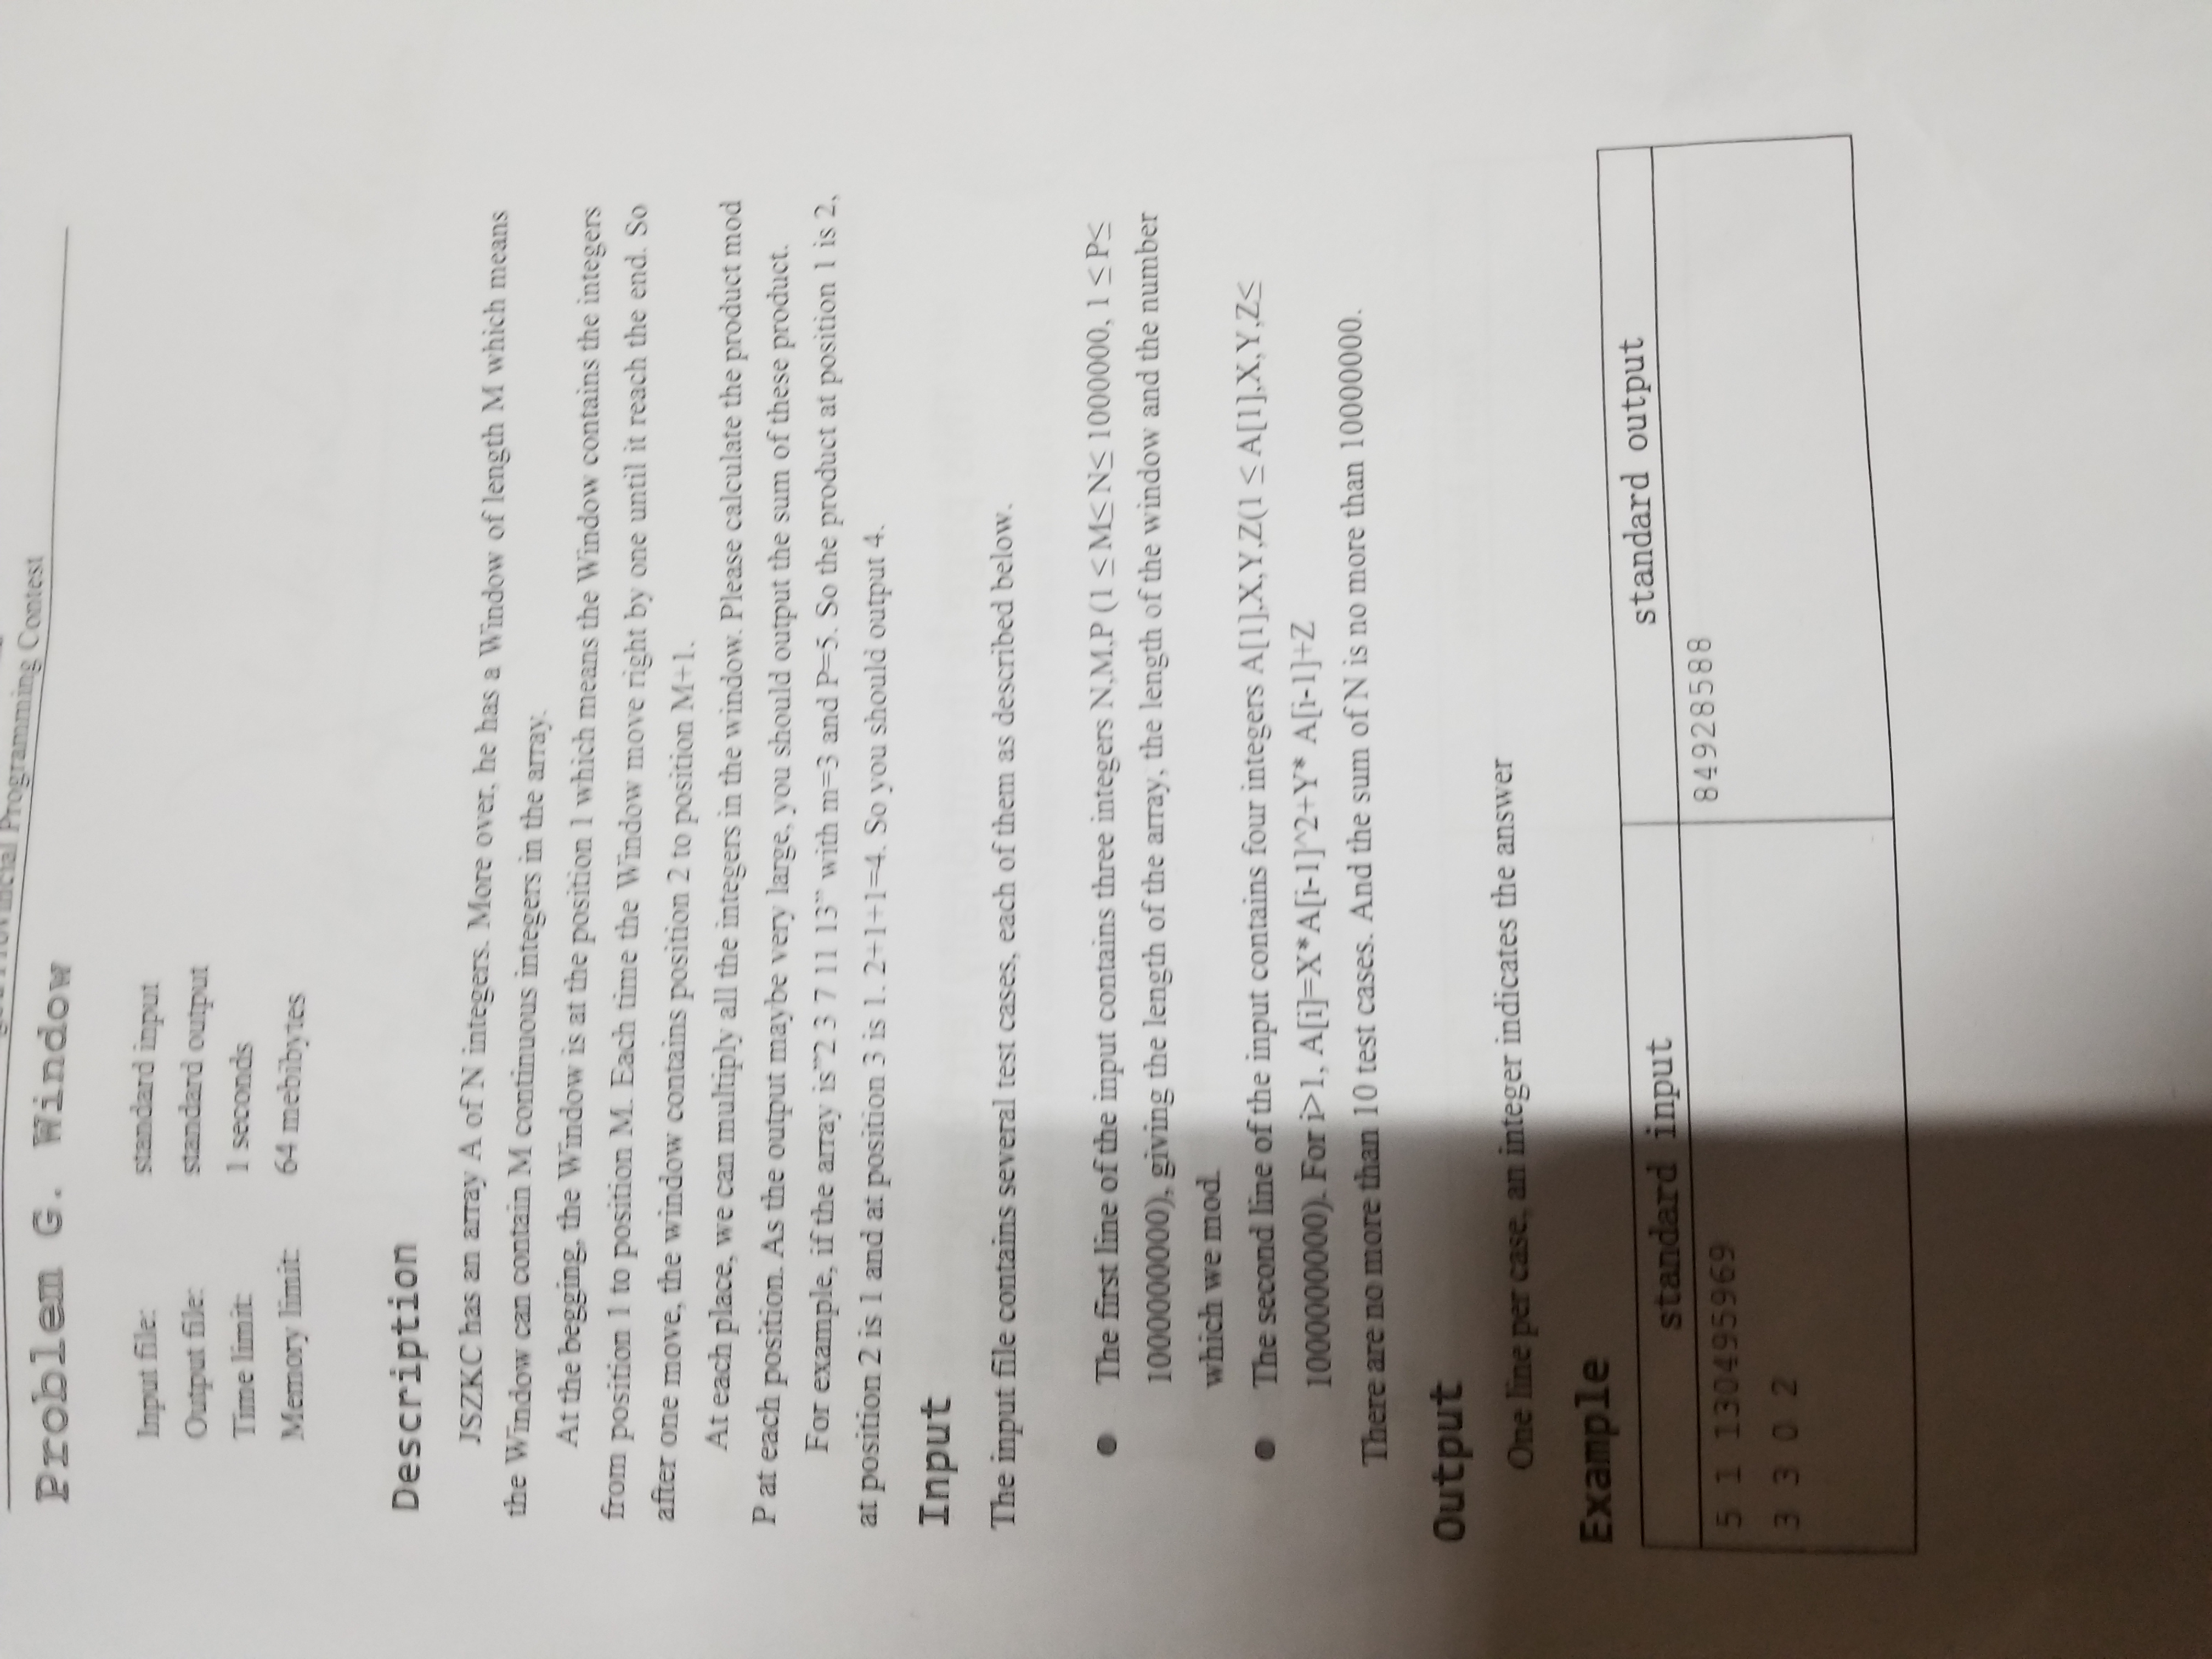 Provincial Programming Contest
Problem G. Window
Input file: standard input
Output file: standard output
Time limit: 1 seconds
Memory limit: 64 mebibytes
Description
JSZKC has an array A of N integers. More over, he has a Window of length M which means
the Window can contain M continuous integers in the array.
At the begging, the Window is at the position 1 which means the Window contains the integers
from position 1 to position M. Each time the Window move right by one until it reach the end. So
after one move, the window contains position 2 to position M+1.
At each place, we can multiply all the integers in the window. Please calculate the product mod
P at each position. As the output maybe very large, you should output the sum of these product.
For example, if the array is”2 3 7 11 13” with m=3 and P=5. So the product at position 1 is 2,
at position 2 is 1 and at position 3 is 1. 2+1+1=4. So you should output 4.
Input
The input file contains several test cases, each of them as described below.
● The first line of the input contains three integers N,M,P (1 ≤M≤ N≤ 1000000, 1 ≤ P≤
1000000000), giving the length of the array, the length of the window and the number
which we mod.
● The second line of the input contains four integers A[1],X,Y,Z(1 ≤ A[1],X,Y,Z≤
1000000000). For i>1, A[i]=X*A[i-1]^2+Y* A[i-1]+Z
There are no more than 10 test cases. And the sum of N is no more than 10000000.
Output
One line per case, an integer indicates the answer
Example
standard input standard output
5 1 130495969 84928588
3 3 0 2